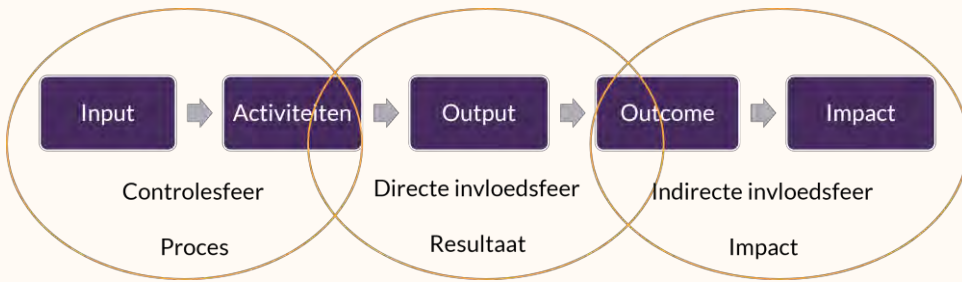 Input Activiteiten Output Outcome Impact
Controlesfeer Directe invloedsfeer Indirecte invloedsfeer
Proces Resultaat Impact